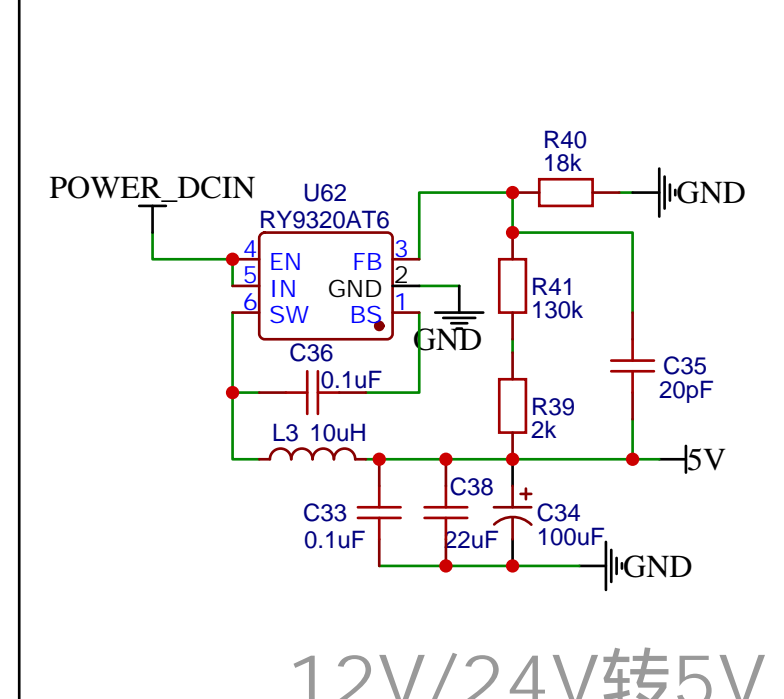 R40
18k
POWER_DCIN
GND
U62
RY9320AT6
4 EN FB 3
5 IN GND 2
6 SW BS 1
GND
R41
130k
C36
0.1uF
C35
20pF
R39
2k
L3 10uH
5V
C33
0.1uF
C38
22uF
+
C34
100uF
GND
12V/24V转5V